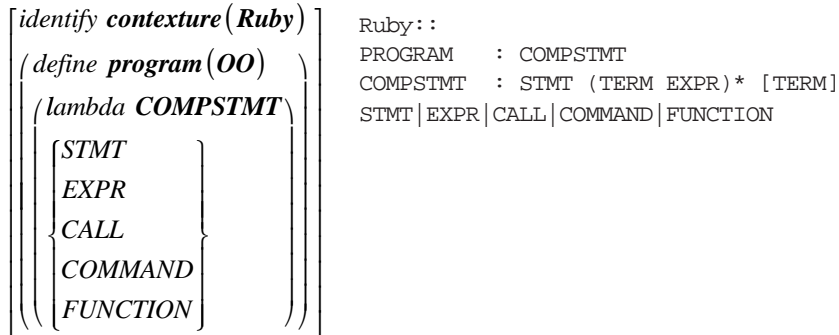 identify contexture(Ruby)
define program(OO)
lambda COMPSTMT
STMT
EXPR
CALL
COMMAND
FUNCTION
Ruby::
PROGRAM : COMPSTMT
COMPSTMT : STMT (TERM EXPR)* [TERM]
STMT|EXPR|CALL|COMMAND|FUNCTION